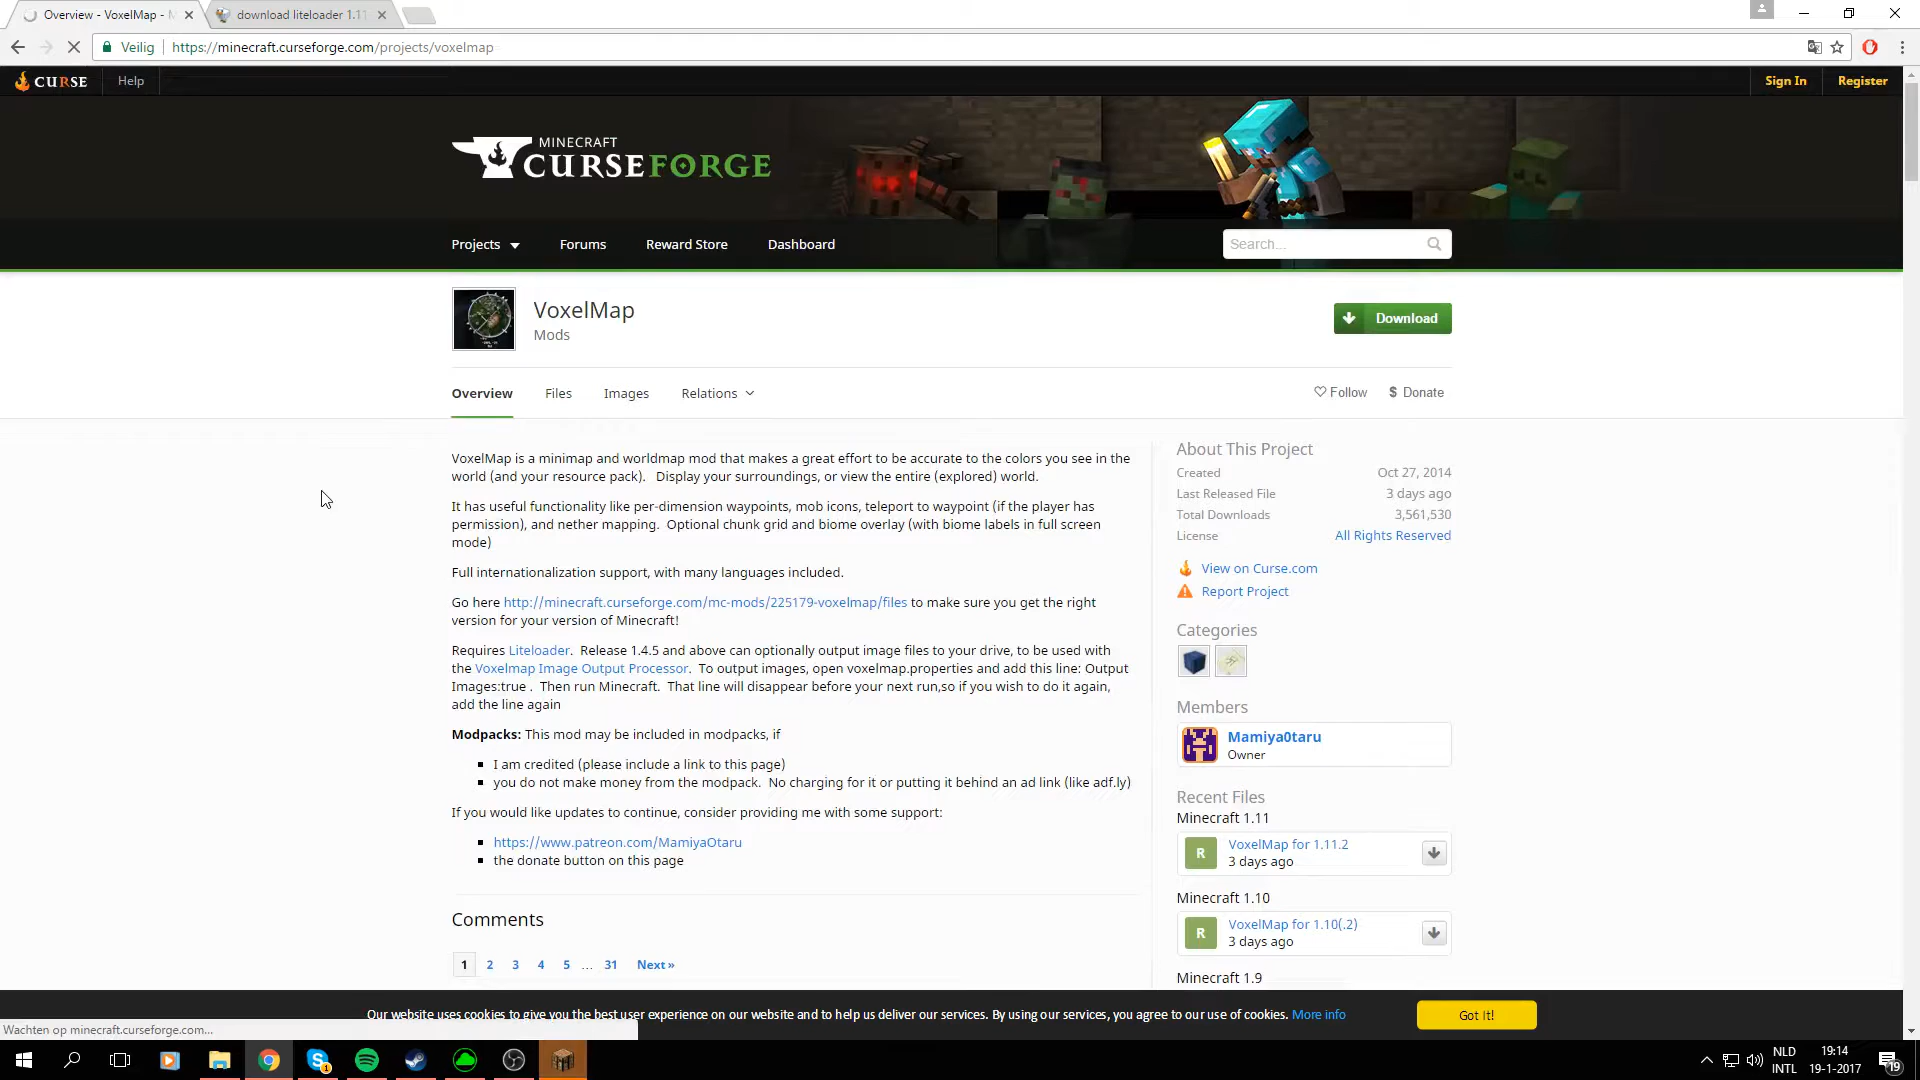 Overview - VoxelMap - M
download liteloader 1.11
Veilig
https://minecraft.curseforge.com/projects/voxelmap
CURSE
Help
Sign In
Register
MINECRAFT
CURSEFORGE
Projects
Forums
Reward Store
Dashboard
Search...
VoxelMap
Mods
Download
Overview
Files
Images
Relations
Follow
$ Donate
VoxelMap is a minimap and worldmap mod that makes a great effort to be accurate to the colors you see in the
world (and your resource pack).   Display your surroundings, or view the entire (explored) world.
It has useful functionality like per-dimension waypoints, mob icons, teleport to waypoint (if the player has
permission), and nether mapping.  Optional chunk grid and biome overlay (with biome labels in full screen
mode)
Full internationalization support, with many languages included.
Go here http://minecraft.curseforge.com/mc-mods/225179-voxelmap/files to make sure you get the right
version for your version of Minecraft!
Requires Liteloader.  Release 1.4.5 and above can optionally output image files to your drive, to be used with
the Voxelmap Image Output Processor.  To output images, open voxelmap.properties and add this line: Output
Images:true .  Then run Minecraft.  That line will disappear before your next run,so if you wish to do it again,
add the line again
Modpacks: This mod may be included in modpacks, if
I am credited (please include a link to this page)
you do not make money from the modpack.  No charging for it or putting it behind an ad link (like adf.ly)
If you would like updates to continue, consider providing me with some support:
https://www.patreon.com/MamiyaOtaru
the donate button on this page
Comments
1 2 3 4 5 ... 31 Next »
About This Project
Created Oct 27, 2014
Last Released File 3 days ago
Total Downloads 3,561,530
License All Rights Reserved
View on Curse.com
Report Project
Categories
Members
Mamiya0taru
Owner
Recent Files
Minecraft 1.11
R
VoxelMap for 1.11.2
3 days ago
Minecraft 1.10
R
VoxelMap for 1.10(.2)
3 days ago
Minecraft 1.9
Our website uses cookies to give you the best user experience on our website and to help us deliver our services. By using our services, you agree to our use of cookies. More info
Got It!
Wachten op minecraft.curseforge.com...
NLD
INTL
19:14
19-1-2017
19